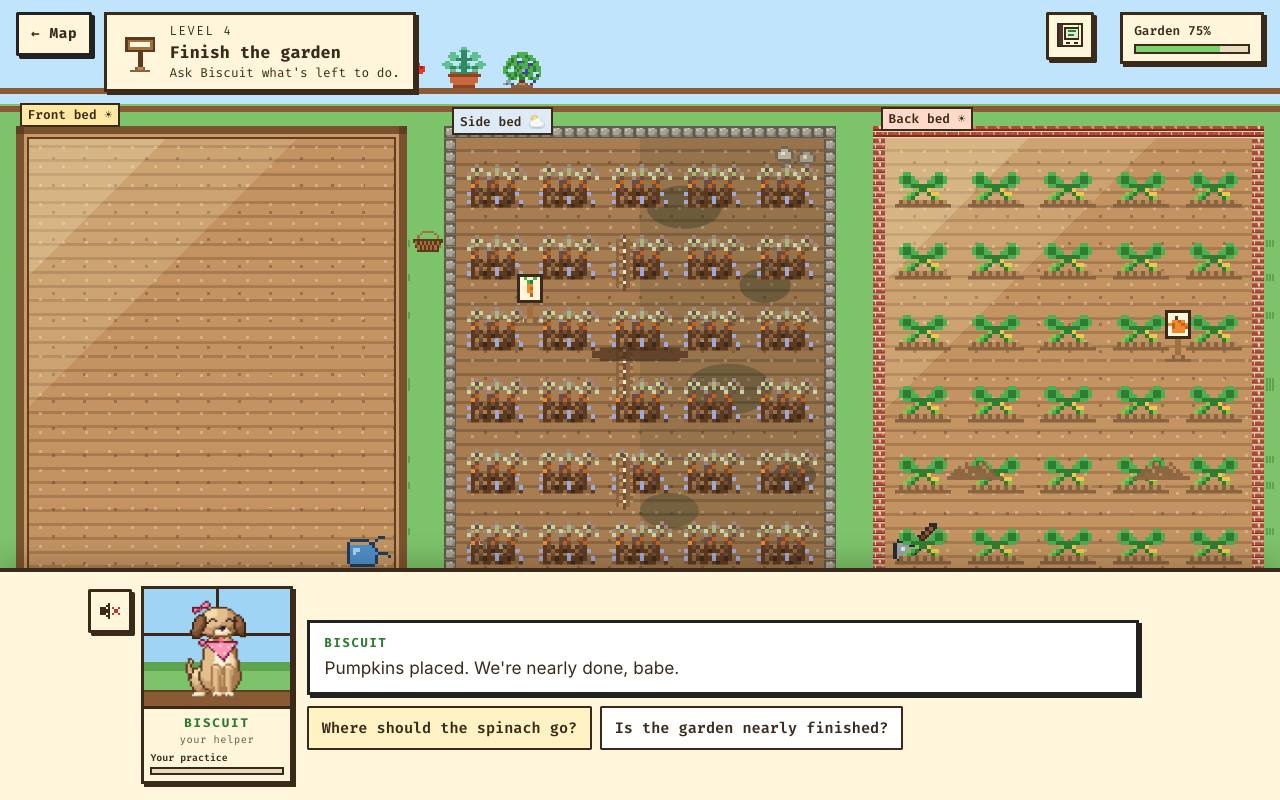 ← Map
LEVEL 4
Finish the garden
Ask Biscuit what's left to do.
Garden 75%
Front bed ☀
Side bed ⛅
Back bed ☀
BISCUIT
your helper
Your practice
BISCUIT
Pumpkins placed. We're nearly done, babe.
Where should the spinach go?
Is the garden nearly finished?